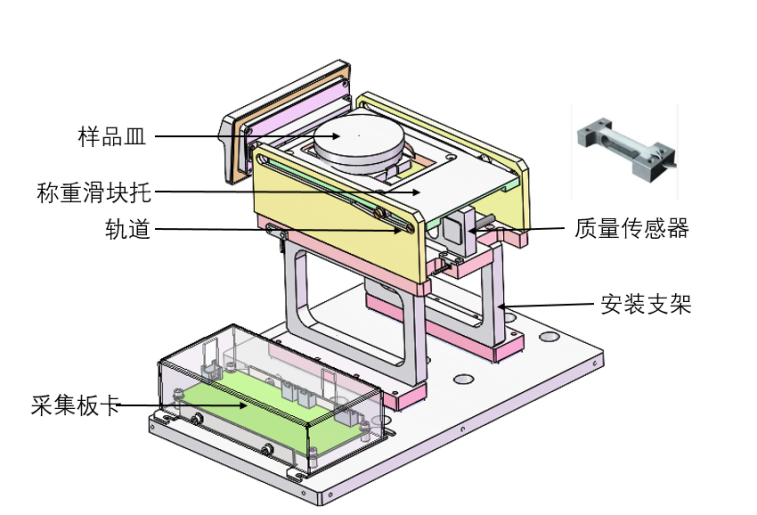 样品皿
称重滑块托
轨道
质量传感器
安装支架
采集板卡